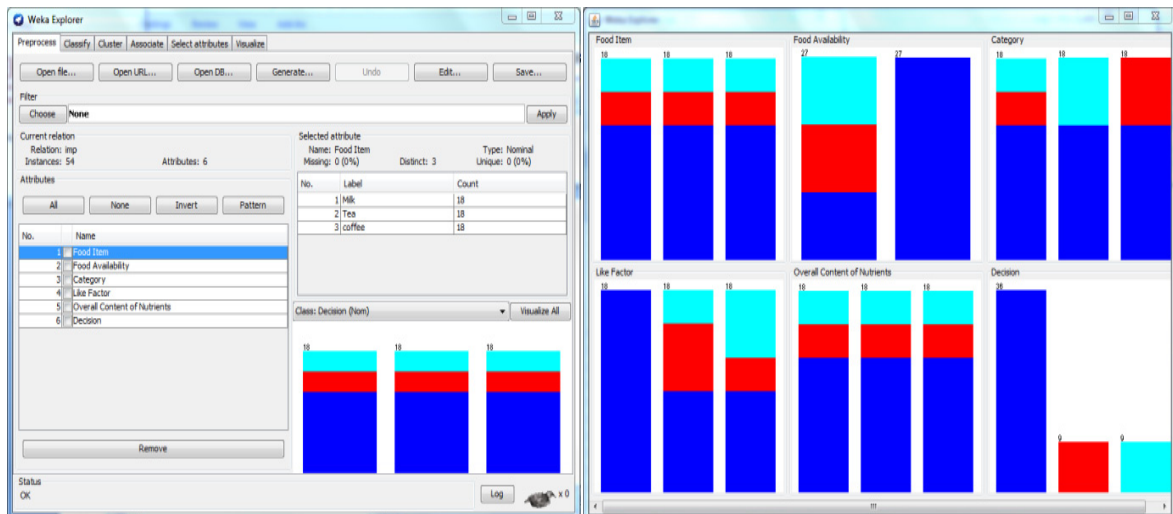 Weka Explorer
Preprocess Classify Cluster Associate Select attributes Visualize
Open file... Open URL... Open DB... Generate... Undo Edit... Save...
Filter
Choose None Apply
Current relation
Relation: imp
Instances: 54 Attributes: 6
Attributes
All None Invert Pattern
No. Name
1 Food Item
2 Food Availability
3 Category
4 Like Factor
5 Overall Content of Nutrients
6 Decision
Remove
Selected attribute
Name: Food Item Type: Nominal
Missing: 0 (0%) Distinct: 3 Unique: 0 (0%)
No. Label Count
1 Milk 18
2 Tea 18
3 coffee 18
Class: Decision (Nom) Visualize All
18 18 18
Status
OK
Log x 0
Food Item Food Availability Category
18 18 18 27 27 18 18 18
Like Factor Overall Content of Nutrients Decision
18 18 18 18 18 18 36 9 9